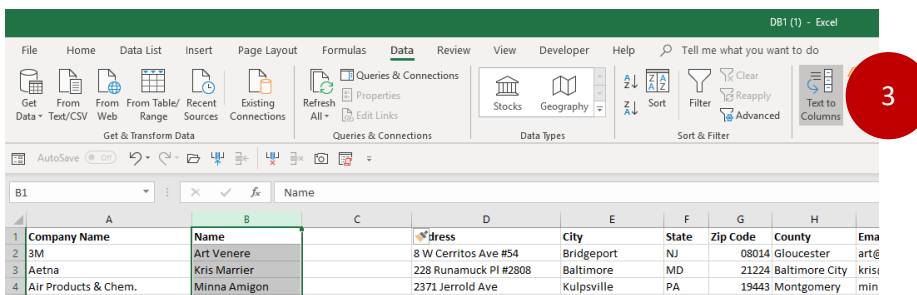 DB1 (1) - Excel
File Home Data List Insert Page Layout Formulas Data Review View Developer Help Tell me what you want to do
Get Data From Text/CSV From Web From Table/ Range Recent Sources Existing Connections
Refresh All Queries & Connections Properties Edit Links
Stocks Geography
Sort Filter Clear Reapply Advanced
Text to Columns
3
Get & Transform Data Queries & Connections Data Types Sort & Filter
AutoSave Off
B1 fx Name
A B C D E F G H
1 Company Name Name dress City State Zip Code County Ema
2 3M Art Venere 8 W Cerritos Ave #54 Bridgeport NJ 08014 Gloucester art@
3 Aetna Kris Marrier 228 Runamuck Pl #2808 Baltimore MD 21224 Baltimore City kris
4 Air Products & Chem. Minna Amigon 2371 Jerrold Ave Kulpsville PA 19443 Montgomery min